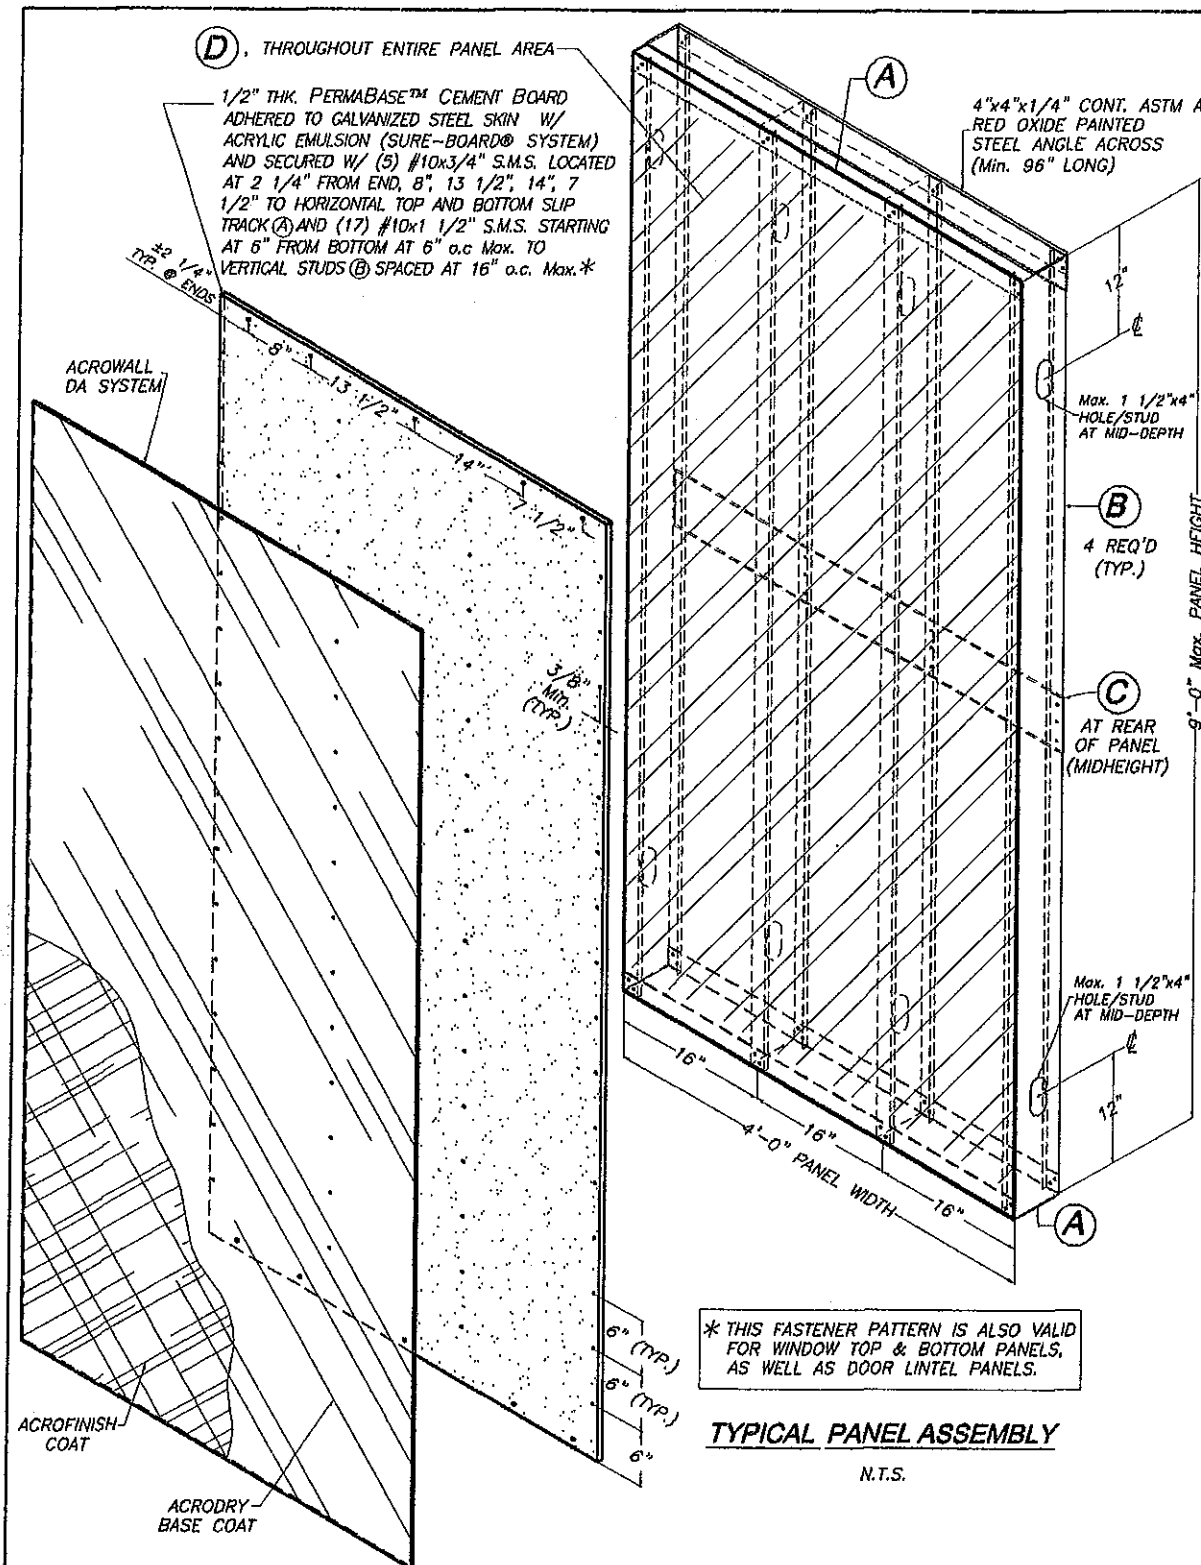 D, THROUGHOUT ENTIRE PANEL AREA
A
1/2" THK. PERMABASE™ CEMENT BOARD
ADHERED TO GALVANIZED STEEL SKIN W/
ACRYLIC EMULSION (SURE-BOARD® SYSTEM)
AND SECURED W/ (5) #10x3/4" S.M.S. LOCATED
AT 2 1/4" FROM END, 8", 13 1/2", 14", 7
1/2" TO HORIZONTAL TOP AND BOTTOM SLIP
TRACK A AND (17) #10x1 1/2" S.M.S. STARTING
AT 6" FROM BOTTOM AT 6" o.c Max. TO
VERTICAL STUDS B SPACED AT 16" o.c. Max.*
4"x4"x1/4" CONT. ASTM A
RED OXIDE PAINTED
STEEL ANGLE ACROSS
(Min. 96" LONG)
±2 1/4"
TYP. @ ENDS
8"
13 1/2"
14"
7 1/2"
12"
℄
ACROWALL
DA SYSTEM
Max. 1 1/2"x4"
HOLE/STUD
AT MID-DEPTH
B
4 REQ'D
(TYP.)
9'-0" Max. PANEL HEIGHT
3/8"
Min.
(TYP.)
C
AT REAR
OF PANEL
(MIDHEIGHT)
Max. 1 1/2"x4"
HOLE/STUD
AT MID-DEPTH
℄
12"
16"
16"
16"
4'-0" PANEL WIDTH
A
6" (TYP.)
6" (TYP.)
6"
* THIS FASTENER PATTERN IS ALSO VALID
FOR WINDOW TOP & BOTTOM PANELS,
AS WELL AS DOOR LINTEL PANELS.
TYPICAL PANEL ASSEMBLY
N.T.S.
ACROFINISH
COAT
ACRODRY
BASE COAT